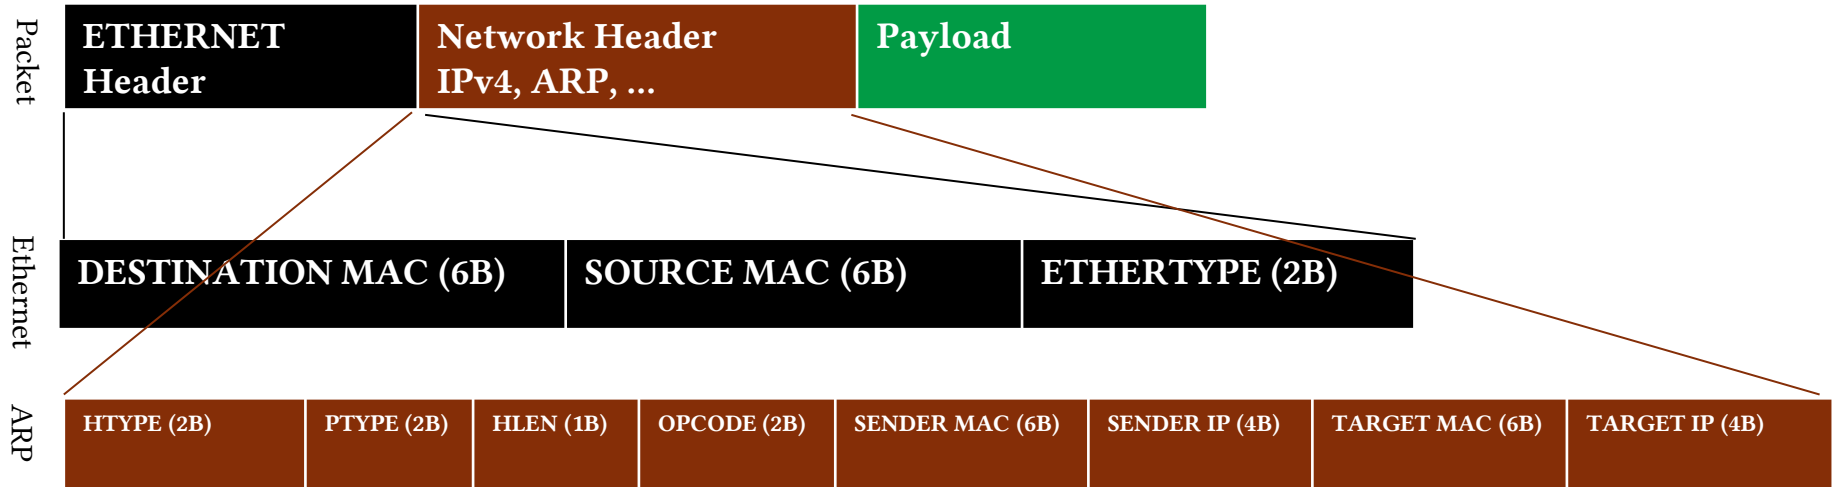 Packet
ETHERNET
Header
Network Header
IPv4, ARP, ...
Payload
Ethernet
DESTINATION MAC (6B)
SOURCE MAC (6B)
ETHERTYPE (2B)
ARP
HTYPE (2B)
PTYPE (2B)
HLEN (1B)
OPCODE (2B)
SENDER MAC (6B)
SENDER IP (4B)
TARGET MAC (6B)
TARGET IP (4B)